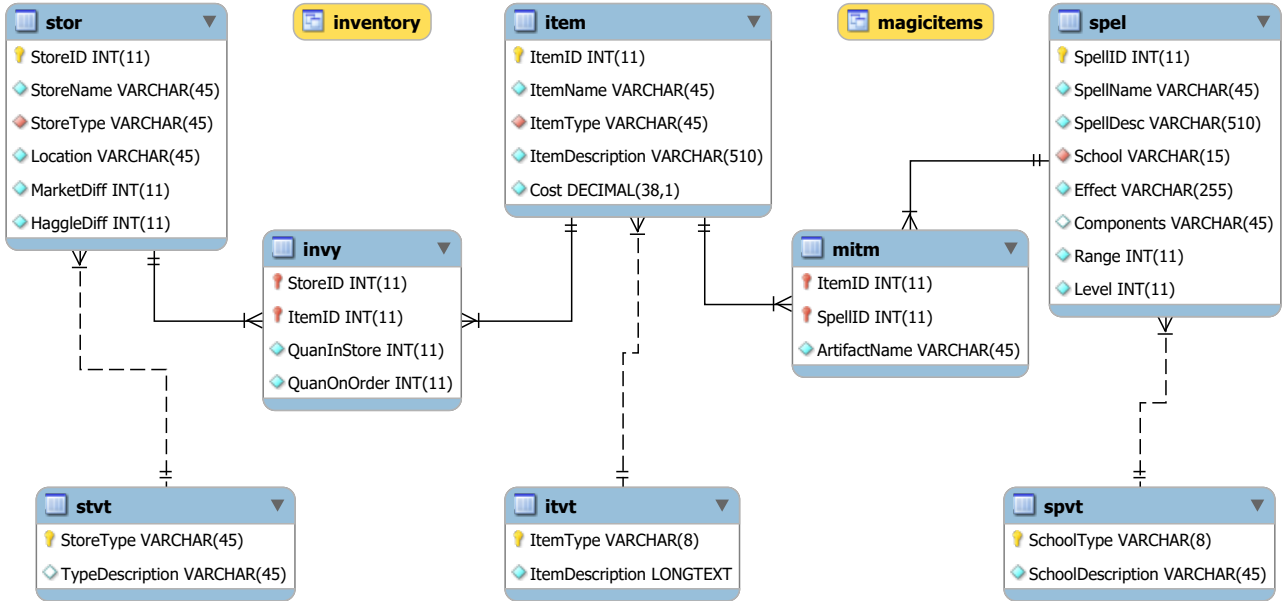 stor
StoreID INT(11)
StoreName VARCHAR(45)
StoreType VARCHAR(45)
Location VARCHAR(45)
MarketDiff INT(11)
HaggleDiff INT(11)
inventory
item
ItemID INT(11)
ItemName VARCHAR(45)
ItemType VARCHAR(45)
ItemDescription VARCHAR(510)
Cost DECIMAL(38,1)
magicitems
spel
SpellID INT(11)
SpellName VARCHAR(45)
SpellDesc VARCHAR(510)
School VARCHAR(15)
Effect VARCHAR(255)
Components VARCHAR(45)
Range INT(11)
Level INT(11)
invy
StoreID INT(11)
ItemID INT(11)
QuanInStore INT(11)
QuanOnOrder INT(11)
mitm
ItemID INT(11)
SpellID INT(11)
ArtifactName VARCHAR(45)
stvt
StoreType VARCHAR(45)
TypeDescription VARCHAR(45)
itvt
ItemType VARCHAR(8)
ItemDescription LONGTEXT
spvt
SchoolType VARCHAR(8)
SchoolDescription VARCHAR(45)